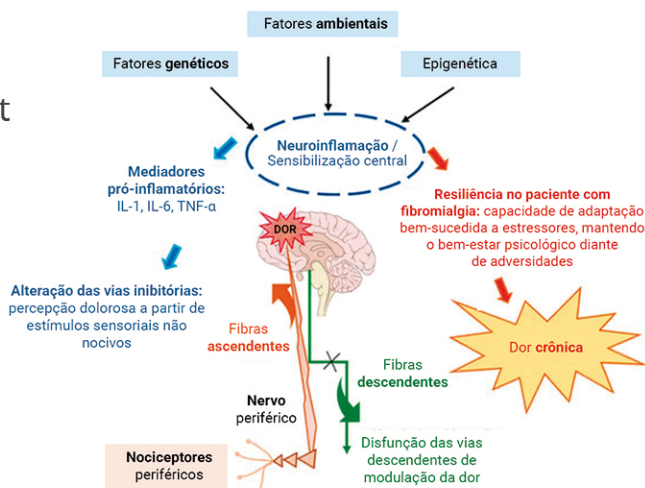 Fatores ambientais
Fatores genéticos
Epigenética
t
Neuroinflamação /
Sensibilização central
Mediadores
pró-inflamatórios:
IL-1, IL-6, TNF-α
Resiliência no paciente com
fibromialgia: capacidade de adaptação
bem-sucedida a estressores, mantendo
o bem-estar psicológico diante
de adversidades
DOR
Alteração das vias inibitórias:
percepção dolorosa a partir de
estímulos sensoriais não
nocivos
Fibras
ascendentes
Dor crônica
Fibras
descendentes
Nervo
periférico
Nociceptores
periféricos
Disfunção das vias
descendentes de
modulação da dor